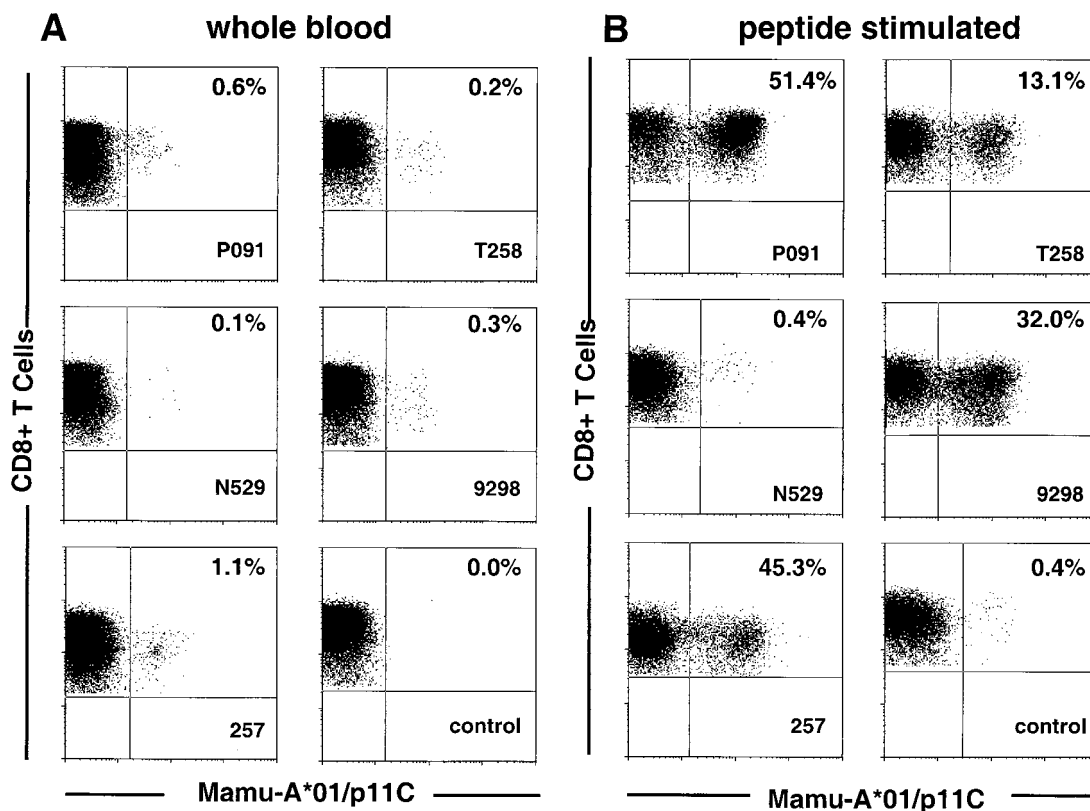 A whole blood
0.6%
P091
0.2%
T258
0.1%
N529
0.3%
9298
1.1%
257
0.0%
control
CD8+ T Cells
Mamu-A*01/p11C
B peptide stimulated
51.4%
P091
13.1%
T258
0.4%
N529
32.0%
9298
45.3%
257
0.4%
control
CD8+ T Cells
Mamu-A*01/p11C